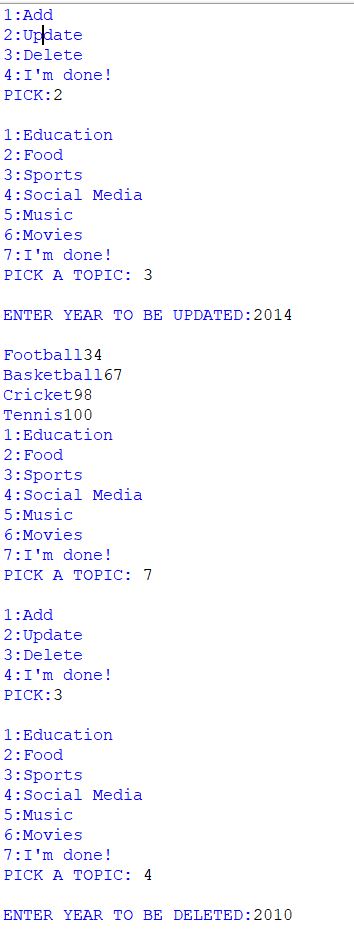 1:Add
2:Update
3:Delete
4:I'm done!
PICK:2
1:Education
2:Food
3:Sports
4:Social Media
5:Music
6:Movies
7:I'm done!
PICK A TOPIC: 3
ENTER YEAR TO BE UPDATED:2014
Football34
Basketball67
Cricket98
Tennis100
1:Education
2:Food
3:Sports
4:Social Media
5:Music
6:Movies
7:I'm done!
PICK A TOPIC: 7
1:Add
2:Update
3:Delete
4:I'm done!
PICK:3
1:Education
2:Food
3:Sports
4:Social Media
5:Music
6:Movies
7:I'm done!
PICK A TOPIC: 4
ENTER YEAR TO BE DELETED:2010